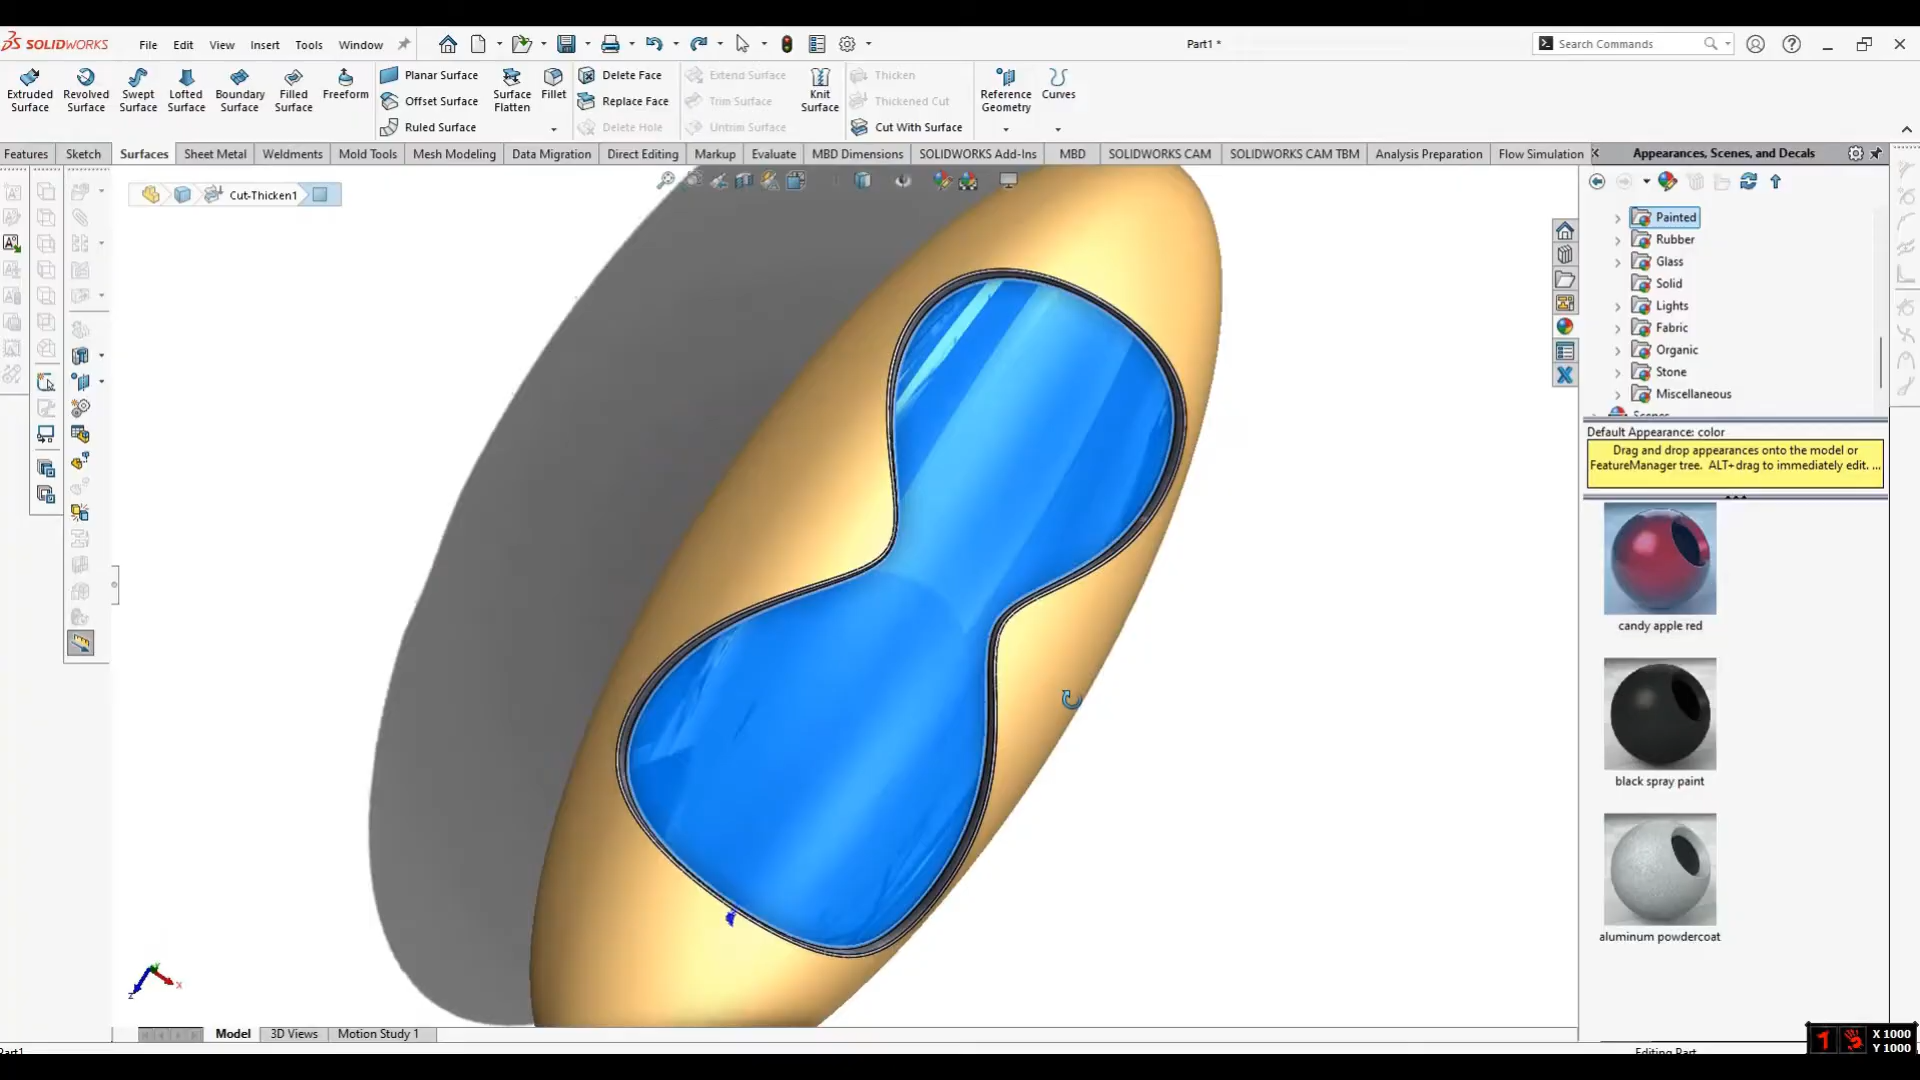 SOLIDWORKS File Edit View Insert Tools Window Part1 * Search Commands
Extruded Surface
Revolved Surface
Swept Surface
Lofted Surface
Boundary Surface
Filled Surface
Freeform
Planar Surface
Offset Surface
Ruled Surface
Surface Flatten
Fillet
Delete Face
Replace Face
Delete Hole
Extend Surface
Trim Surface
Untrim Surface
Knit Surface
Thicken
Thickened Cut
Cut With Surface
Reference Geometry
Curves
Features Sketch Surfaces Sheet Metal Weldments Mold Tools Mesh Modeling Data Migration Direct Editing Markup Evaluate MBD Dimensions SOLIDWORKS Add-Ins MBD SOLIDWORKS CAM SOLIDWORKS CAM TBM Analysis Preparation Flow Simulation
Appearances, Scenes, and Decals
Cut-Thicken1
Painted
Rubber
Glass
Solid
Lights
Fabric
Organic
Stone
Miscellaneous
Scenes
Default Appearance: color
Drag and drop appearances onto the model or
FeatureManager tree. ALT+drag to immediately edit. ...
candy apple red
black spray paint
aluminum powdercoat
Y
X
Z
Model 3D Views Motion Study 1
Part1
Editing Part
X 1000
Y 1000